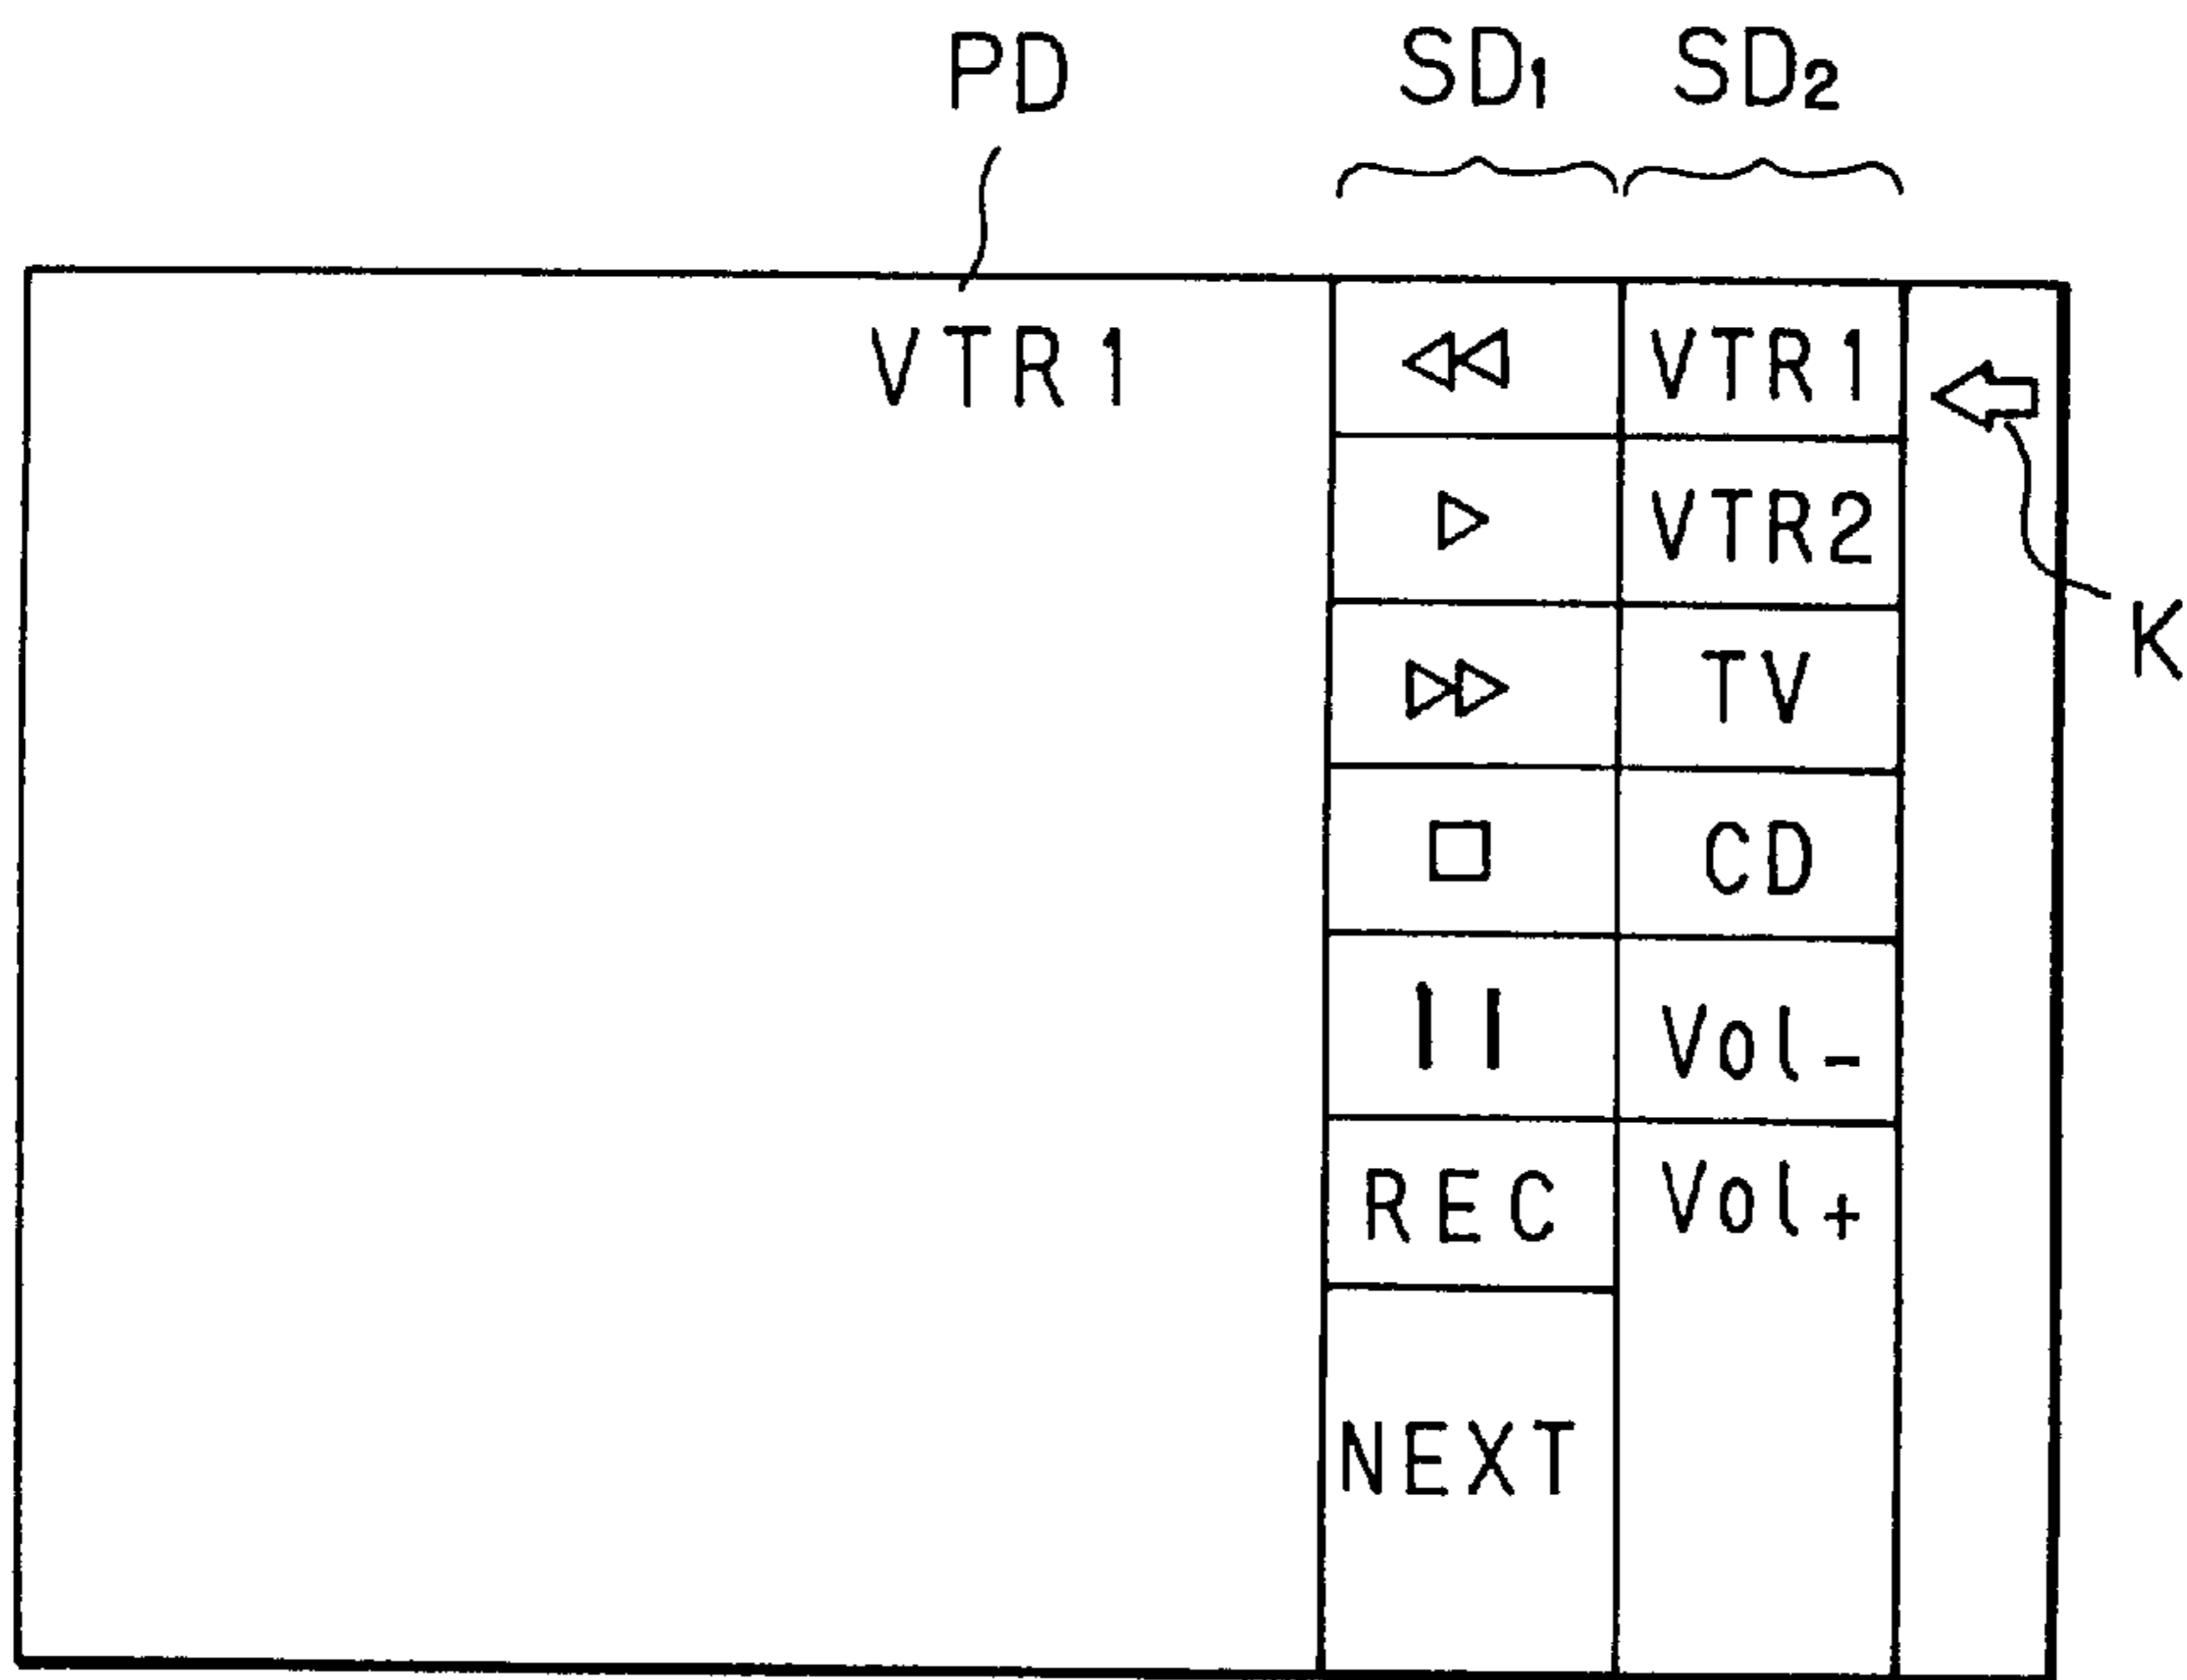 PD SD₁ SD₂
VTR1 VTR1
VTR2
TV
K
CD
Vol-
REC Vol+
NEXT